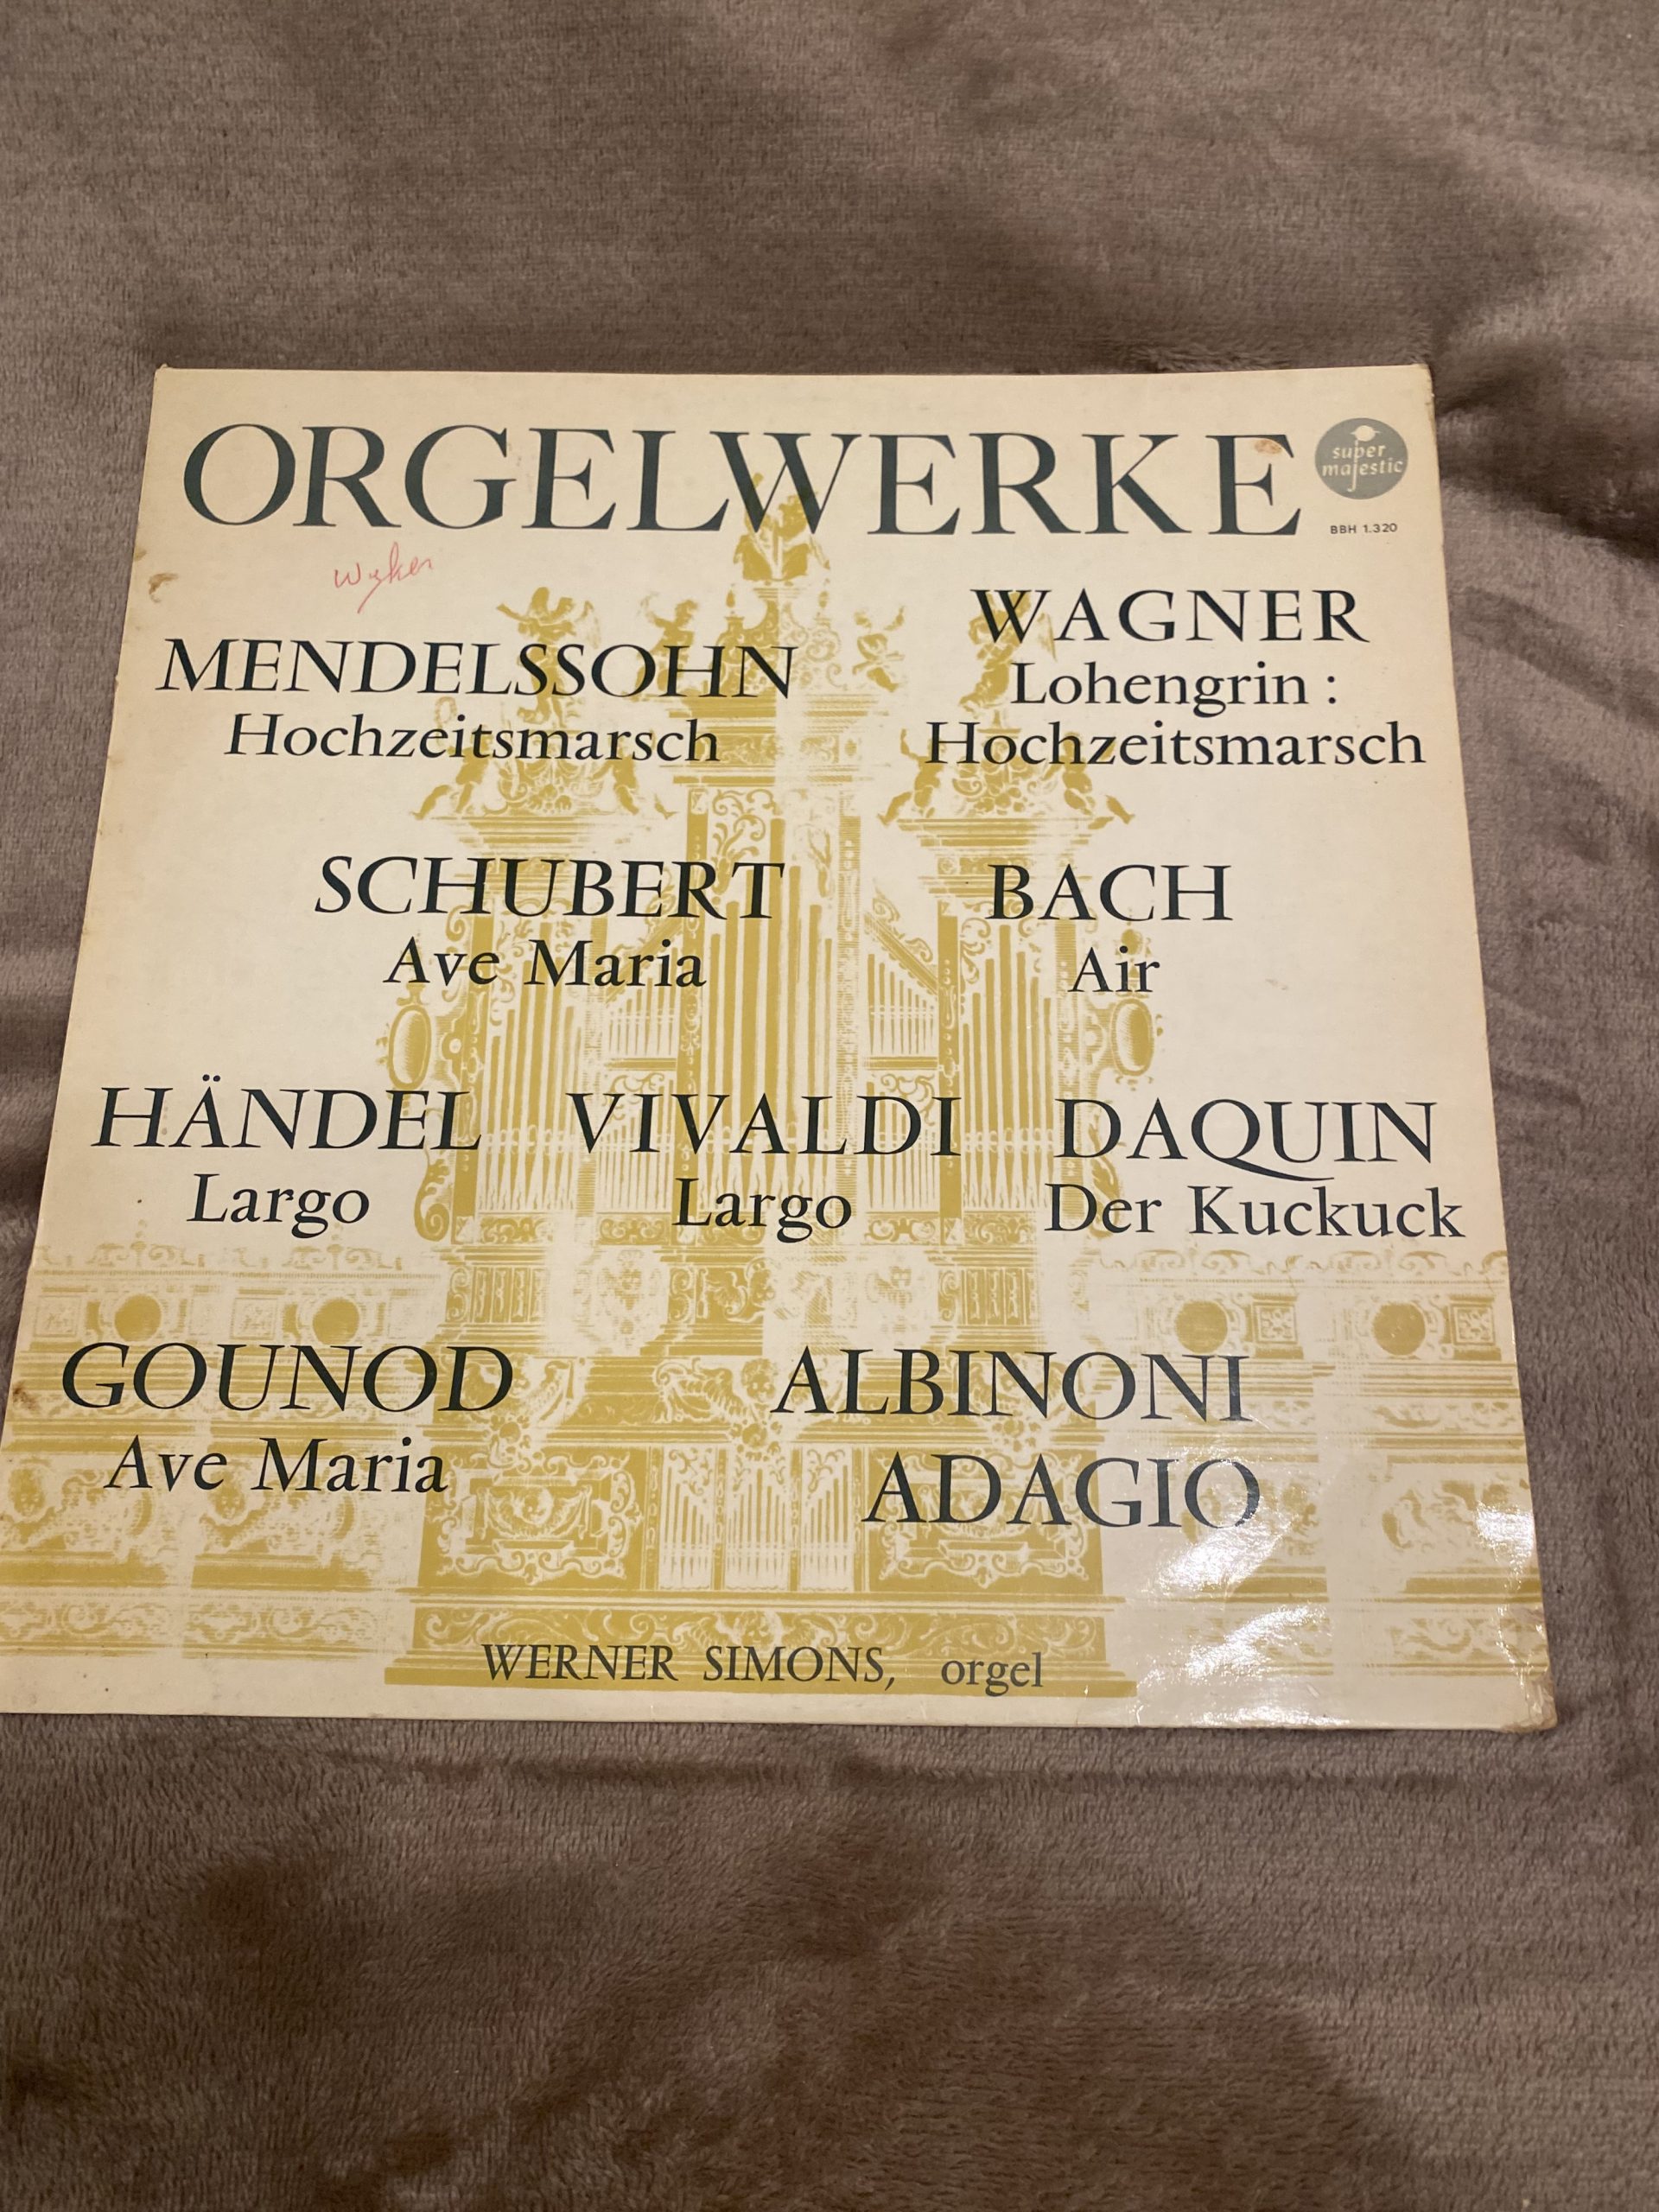 ORGELWERKE
super
majestic
BBH 1.320
MENDELSSOHN
Hochzeitsmarsch
WAGNER
Lohengrin :
Hochzeitsmarsch
SCHUBERT
Ave Maria
BACH
Air
HÄNDEL
Largo
VIVALDI
Largo
DAQUIN
Der Kuckuck
GOUNOD
Ave Maria
ALBINONI
ADAGIO
WERNER SIMONS, orgel